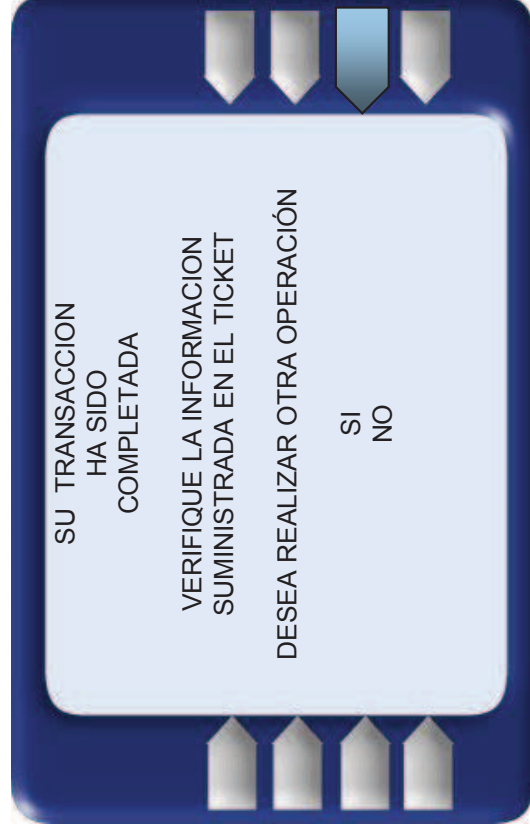 SU TRANSACCION
HA SIDO
COMPLETADA
VERIFIQUE LA INFORMACION
SUMINISTRADA EN EL TICKET
DESEA REALIZAR OTRA OPERACIÓN
SI
NO